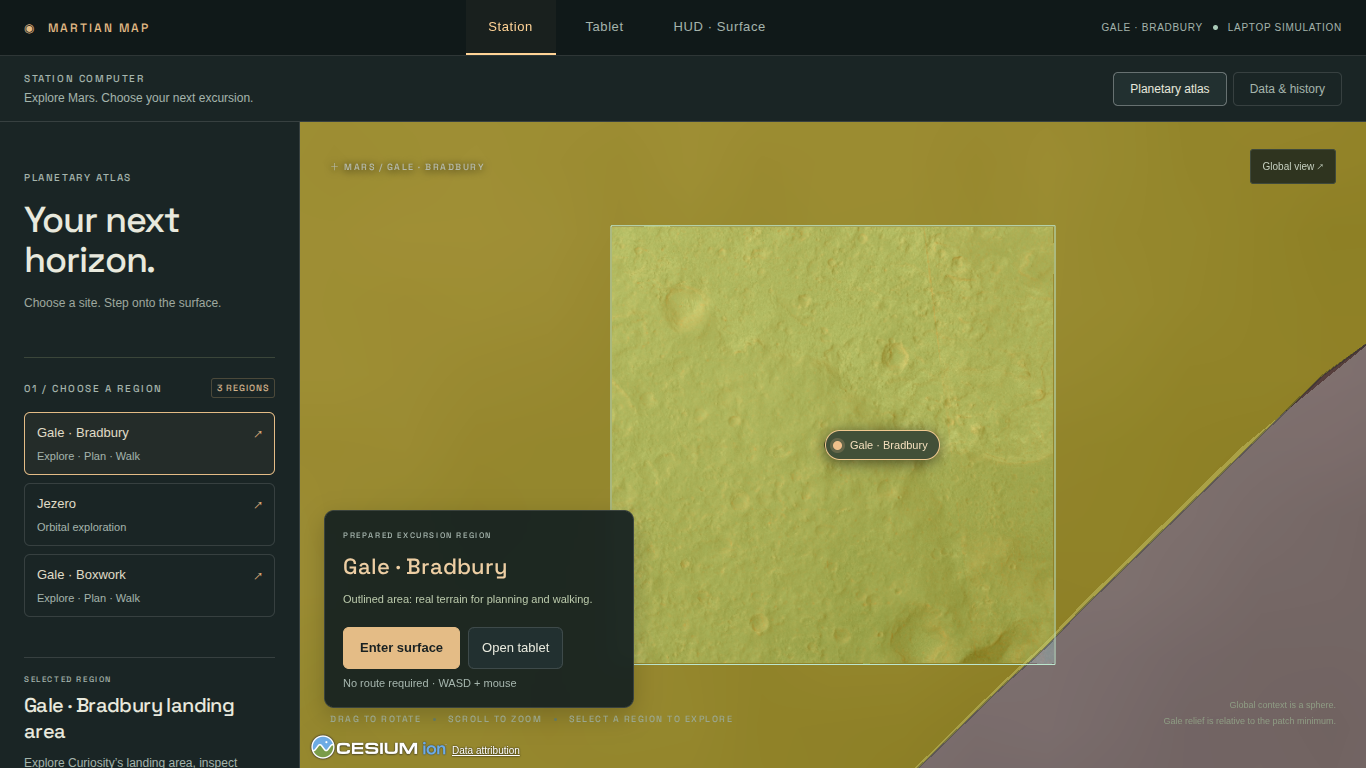 MARTIAN MAP
Station
Tablet
HUD · Surface
GALE · BRADBURY
LAPTOP SIMULATION
STATION COMPUTER
Explore Mars. Choose your next excursion.
Planetary atlas
Data & history
PLANETARY ATLAS
Your next
horizon.
Choose a site. Step onto the surface.
01 / CHOOSE A REGION
3 REGIONS
Gale · Bradbury
Explore · Plan · Walk
Jezero
Orbital exploration
Gale · Boxwork
Explore · Plan · Walk
SELECTED REGION
Gale · Bradbury landing
area
Explore Curiosity's landing area, inspect
MARS / GALE · BRADBURY
Global view ↗
Gale · Bradbury
PREPARED EXCURSION REGION
Gale · Bradbury
Outlined area: real terrain for planning and walking.
Enter surface
Open tablet
No route required · WASD + mouse
DRAG TO ROTATE
SCROLL TO ZOOM
SELECT A REGION TO EXPLORE
CESIUM ion
Data attribution
Global context is a sphere.
Gale relief is relative to the patch minimum.